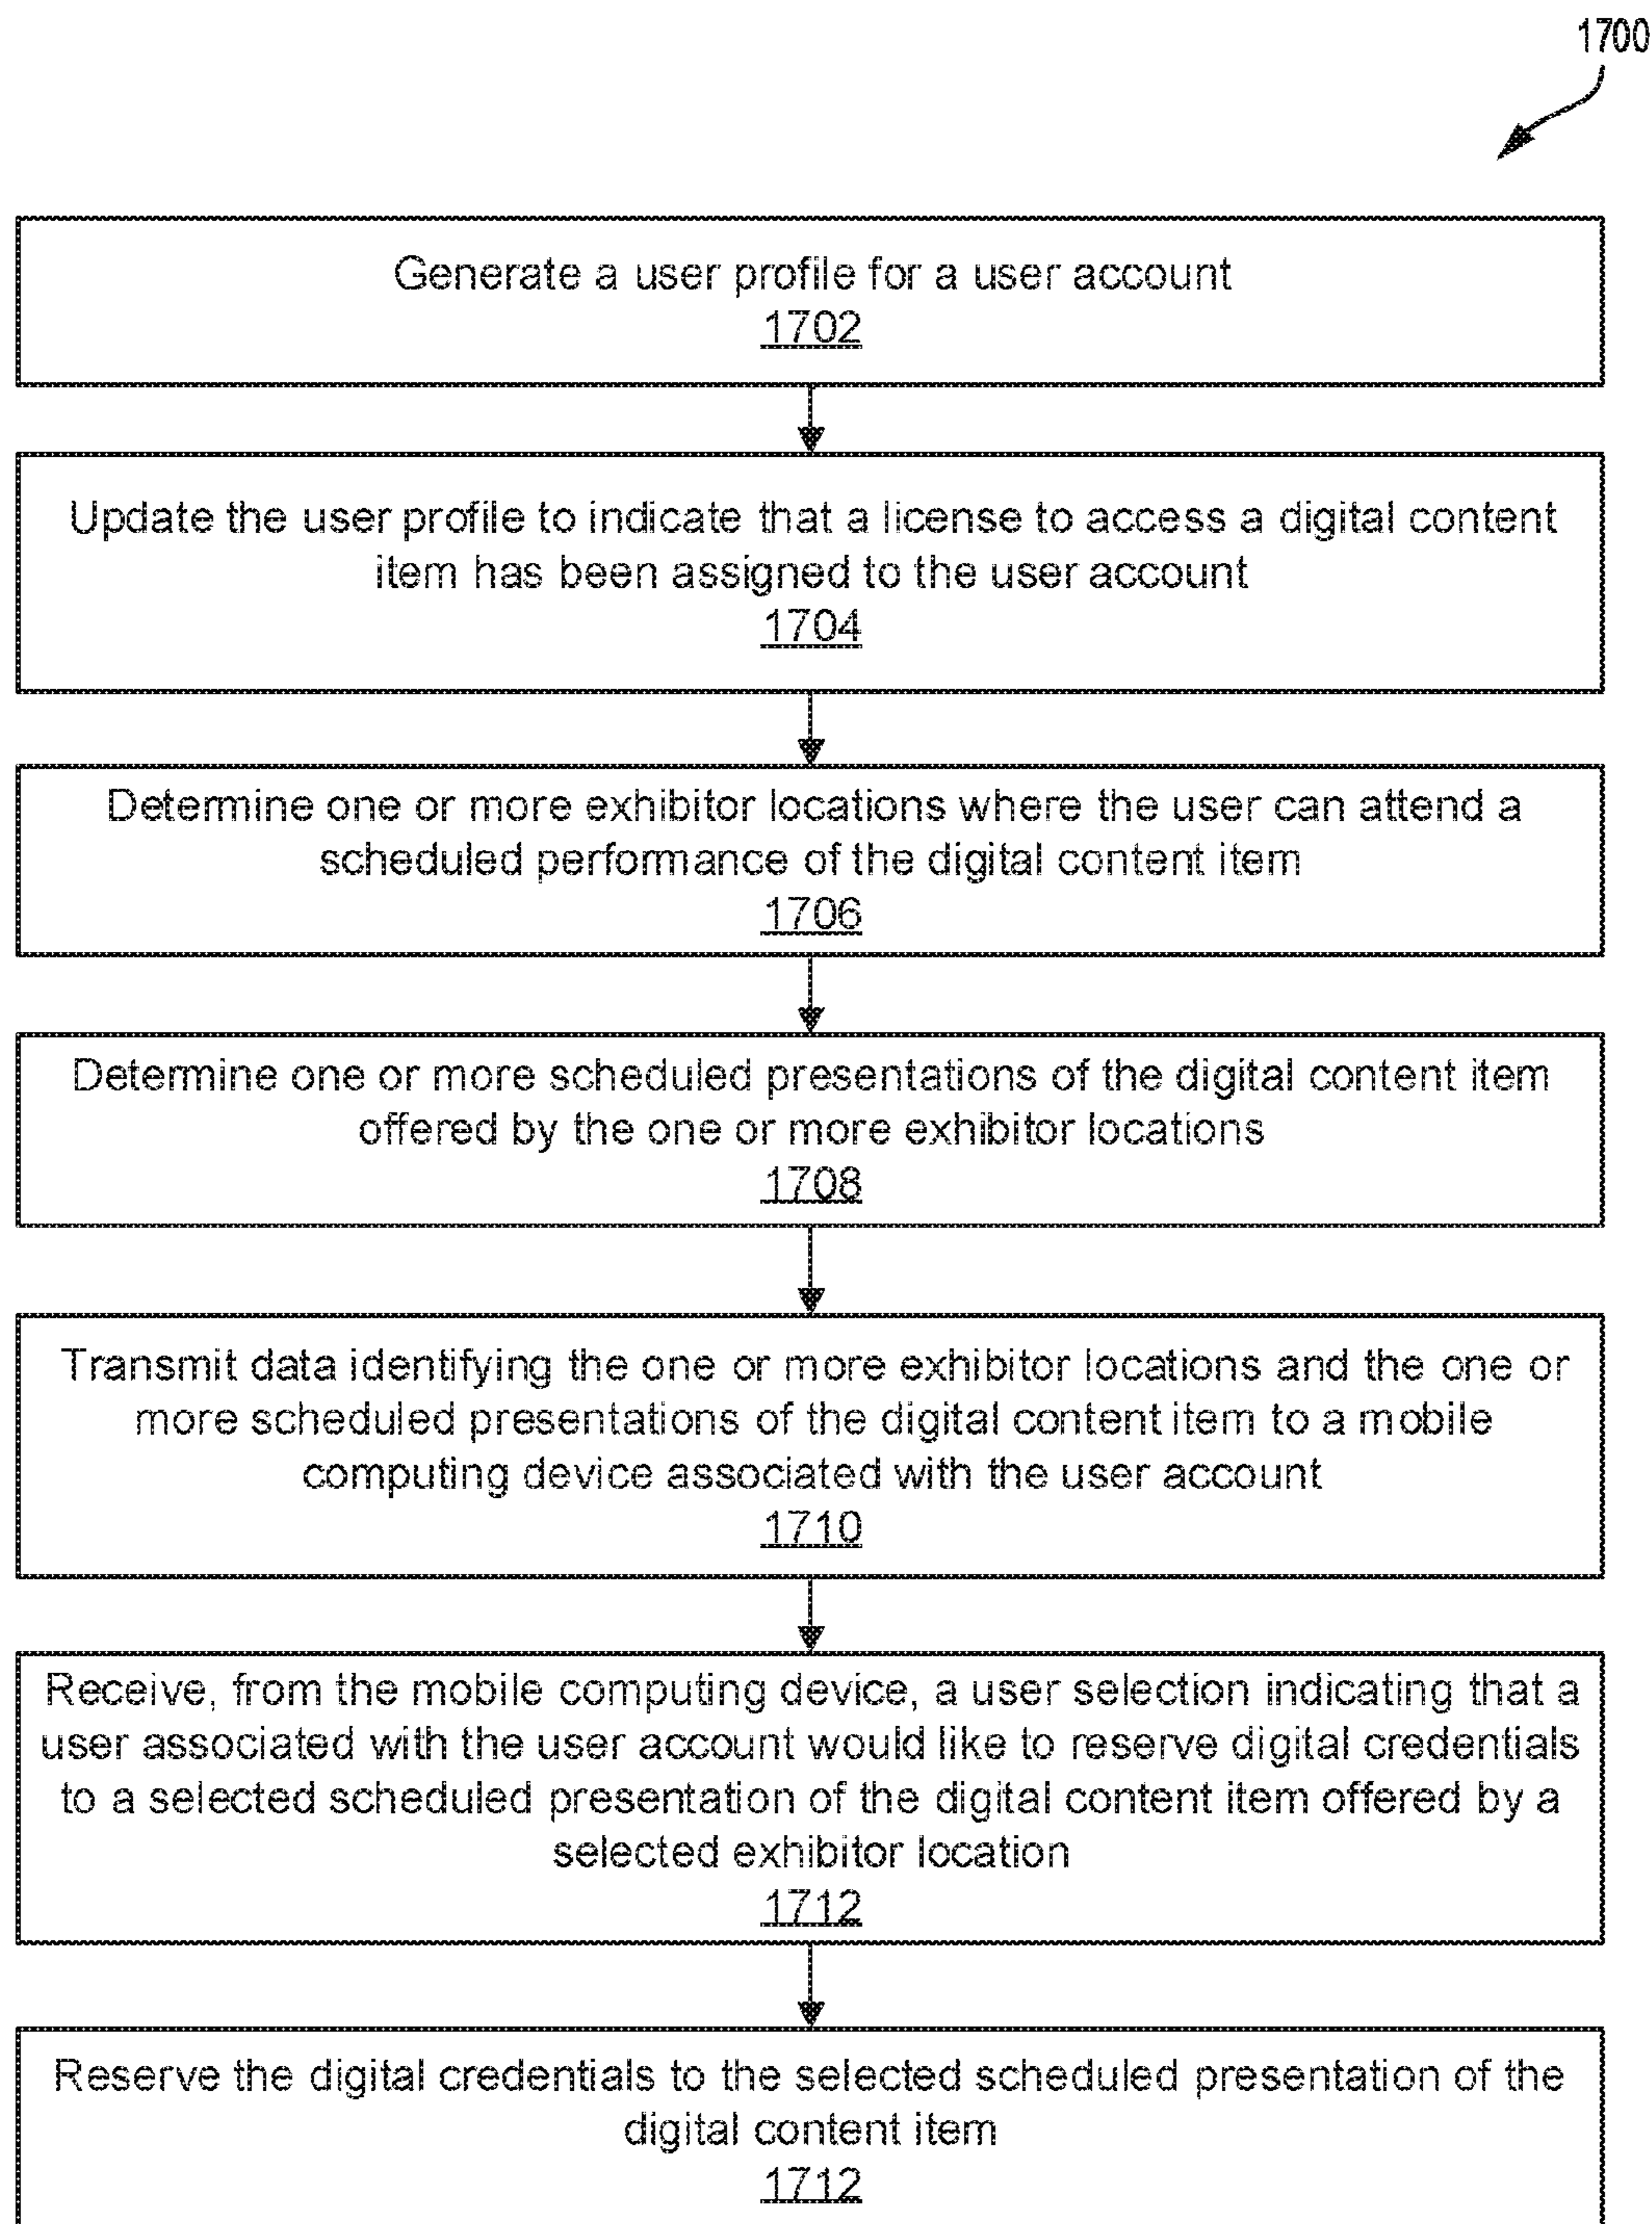 1700
Generate a user profile for a user account
1702
Update the user profile to indicate that a license to access a digital content
item has been assigned to the user account
1704
Determine one or more exhibitor locations where the user can attend a
scheduled performance of the digital content item
1706
Determine one or more scheduled presentations of the digital content item
offered by the one or more exhibitor locations
1708
Transmit data identifying the one or more exhibitor locations and the one or
more scheduled presentations of the digital content item to a mobile
computing device associated with the user account
1710
Receive, from the mobile computing device, a user selection indicating that a
user associated with the user account would like to reserve digital credentials
to a selected scheduled presentation of the digital content item offered by a
selected exhibitor location
1712
Reserve the digital credentials to the selected scheduled presentation of the
digital content item
1712